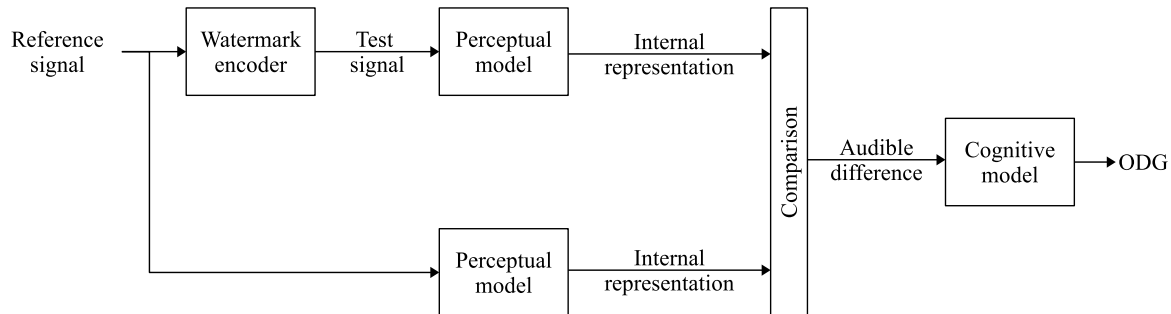 Reference
signal
Watermark
encoder
Test
signal
Perceptual
model
Internal
representation
Comparison
Audible
difference
Cognitive
model
ODG
Perceptual
model
Internal
representation